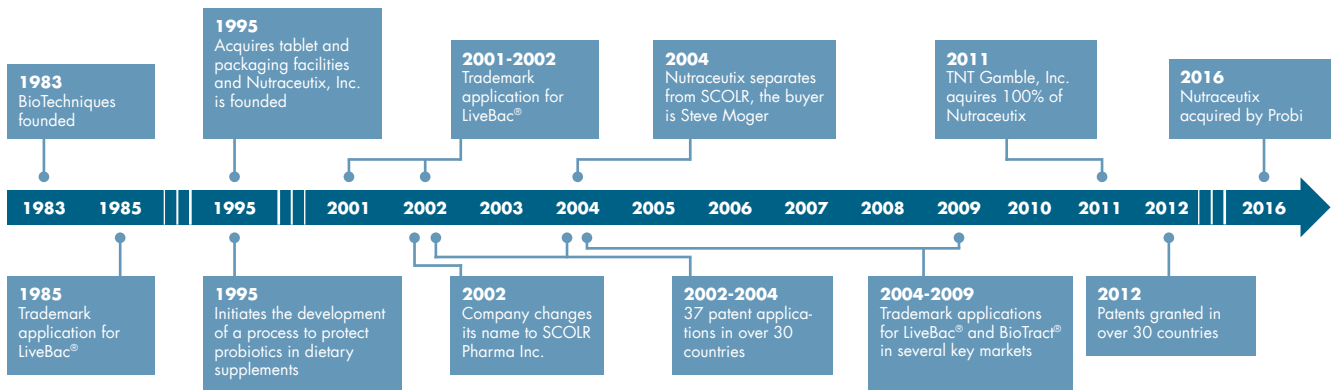 1983
BioTechniques
founded
1995
Acquires tablet and
packaging facilities
and Nutraceutix, Inc.
is founded
2001-2002
Trademark
application for
LiveBac®
2004
Nutraceutix separates
from SCOLR, the buyer
is Steve Moger
2011
TNT Gamble, Inc.
aquires 100% of
Nutraceutix
2016
Nutraceutix
acquired by Probi
1983 1985 1995 2001 2002 2003 2004 2005 2006 2007 2008 2009 2010 2011 2012 2016
1985
Trademark
application for
LiveBac®
1995
Initiates the development
of a process to protect
probiotics in dietary
supplements
2002
Company changes
its name to SCOLR
Pharma Inc.
2002-2004
37 patent applica-
tions in over 30
countries
2004-2009
Trademark applications
for LiveBac® and BioTract®
in several key markets
2012
Patents granted in
over 30 countries